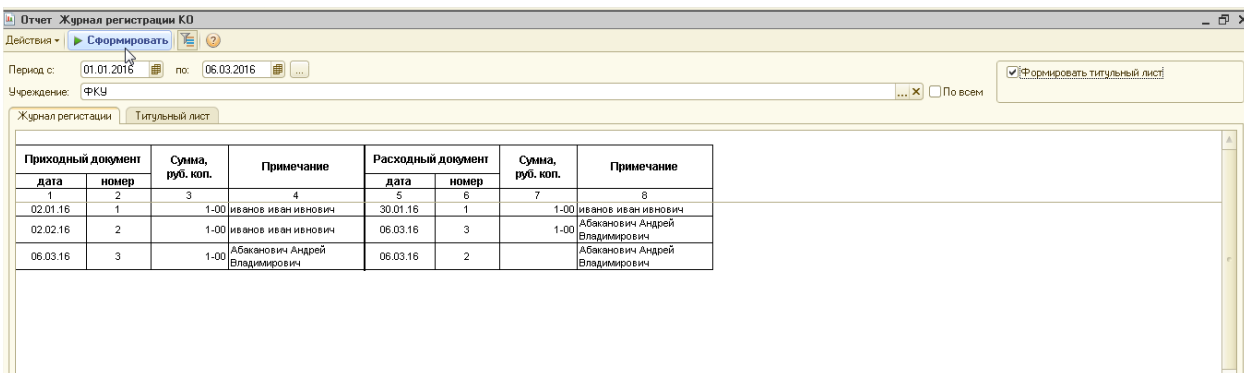 Отчет Журнал регистрации КО
Действия Сформировать
Период с: 01.01.2016 по: 06.03.2016 ...
Формировать титульный лист
Учреждение: ФКУ ... x По всем
Журнал регистации Титульный лист
Приходный документ Сумма, руб. коп. Примечание Расходный документ Сумма, руб. коп. Примечание
дата номер дата номер
1 2 3 4 5 6 7 8
02.01.16 1 1-00 иванов иван ивнович 30.01.16 1 1-00 иванов иван ивнович
02.02.16 2 1-00 иванов иван ивнович 06.03.16 3 1-00 Абаканович Андрей Владимирович
06.03.16 3 1-00 Абаканович Андрей Владимирович 06.03.16 2 Абаканович Андрей Владимирович